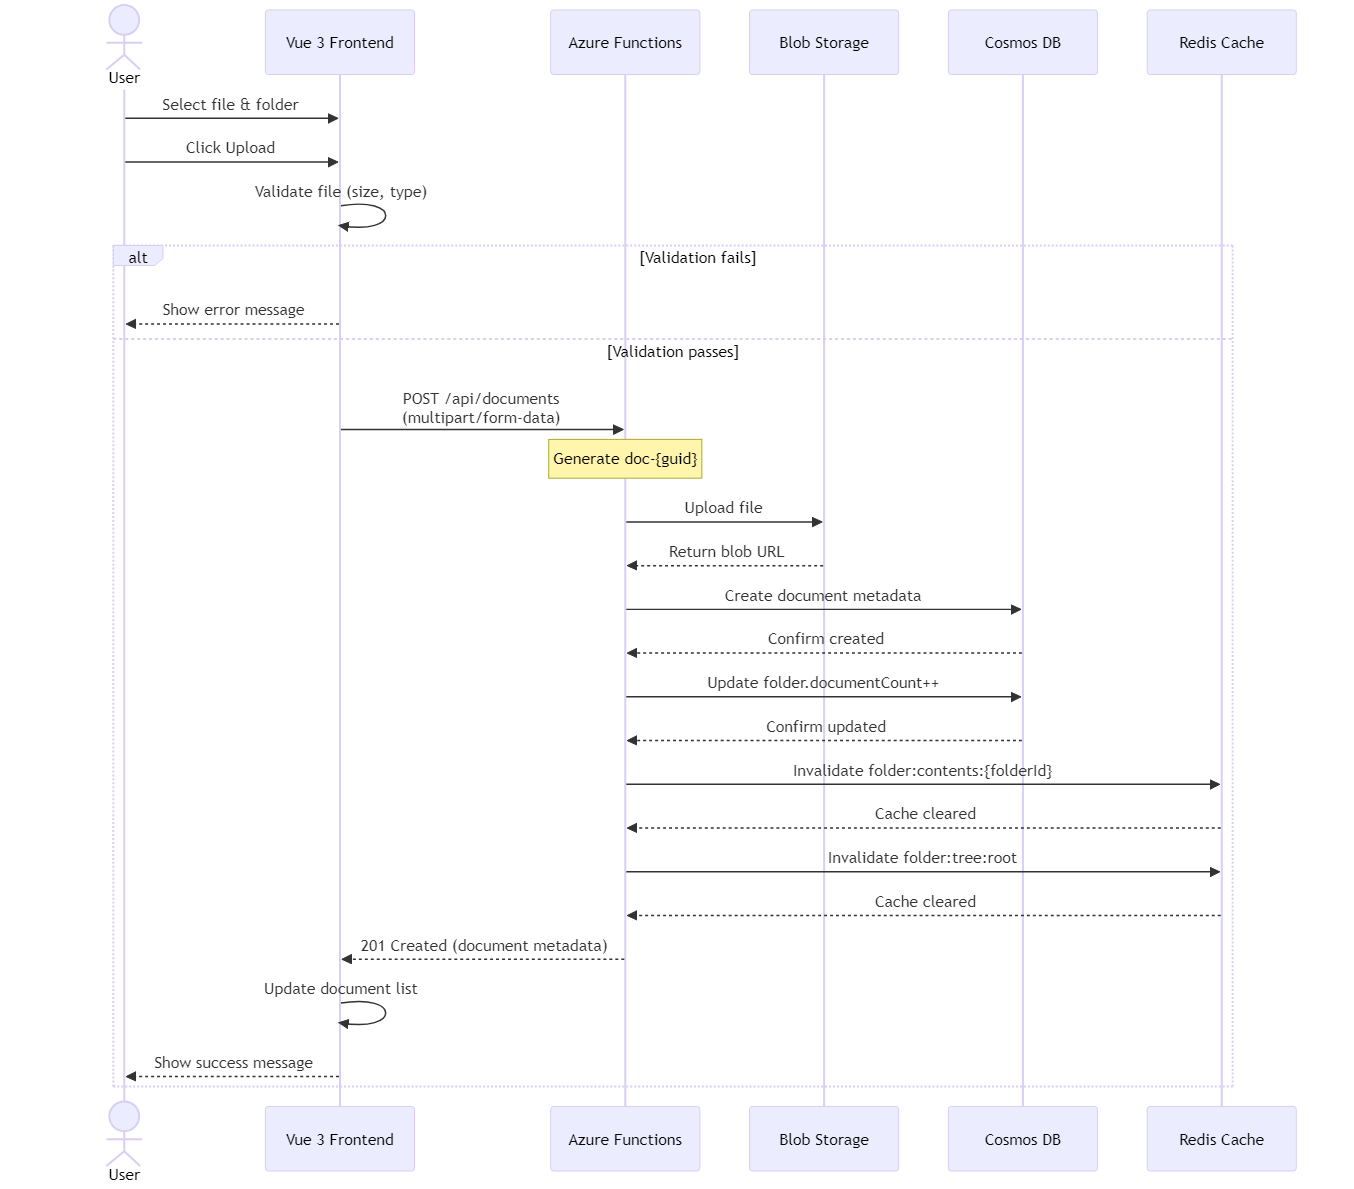 User
Vue 3 Frontend
Azure Functions
Blob Storage
Cosmos DB
Redis Cache
Select file & folder
Click Upload
Validate file (size, type)
alt
[Validation fails]
Show error message
[Validation passes]
POST /api/documents
(multipart/form-data)
Generate doc-{guid}
Upload file
Return blob URL
Create document metadata
Confirm created
Update folder.documentCount++
Confirm updated
Invalidate folder:contents:{folderId}
Cache cleared
Invalidate folder:tree:root
Cache cleared
201 Created (document metadata)
Update document list
Show success message
User
Vue 3 Frontend
Azure Functions
Blob Storage
Cosmos DB
Redis Cache